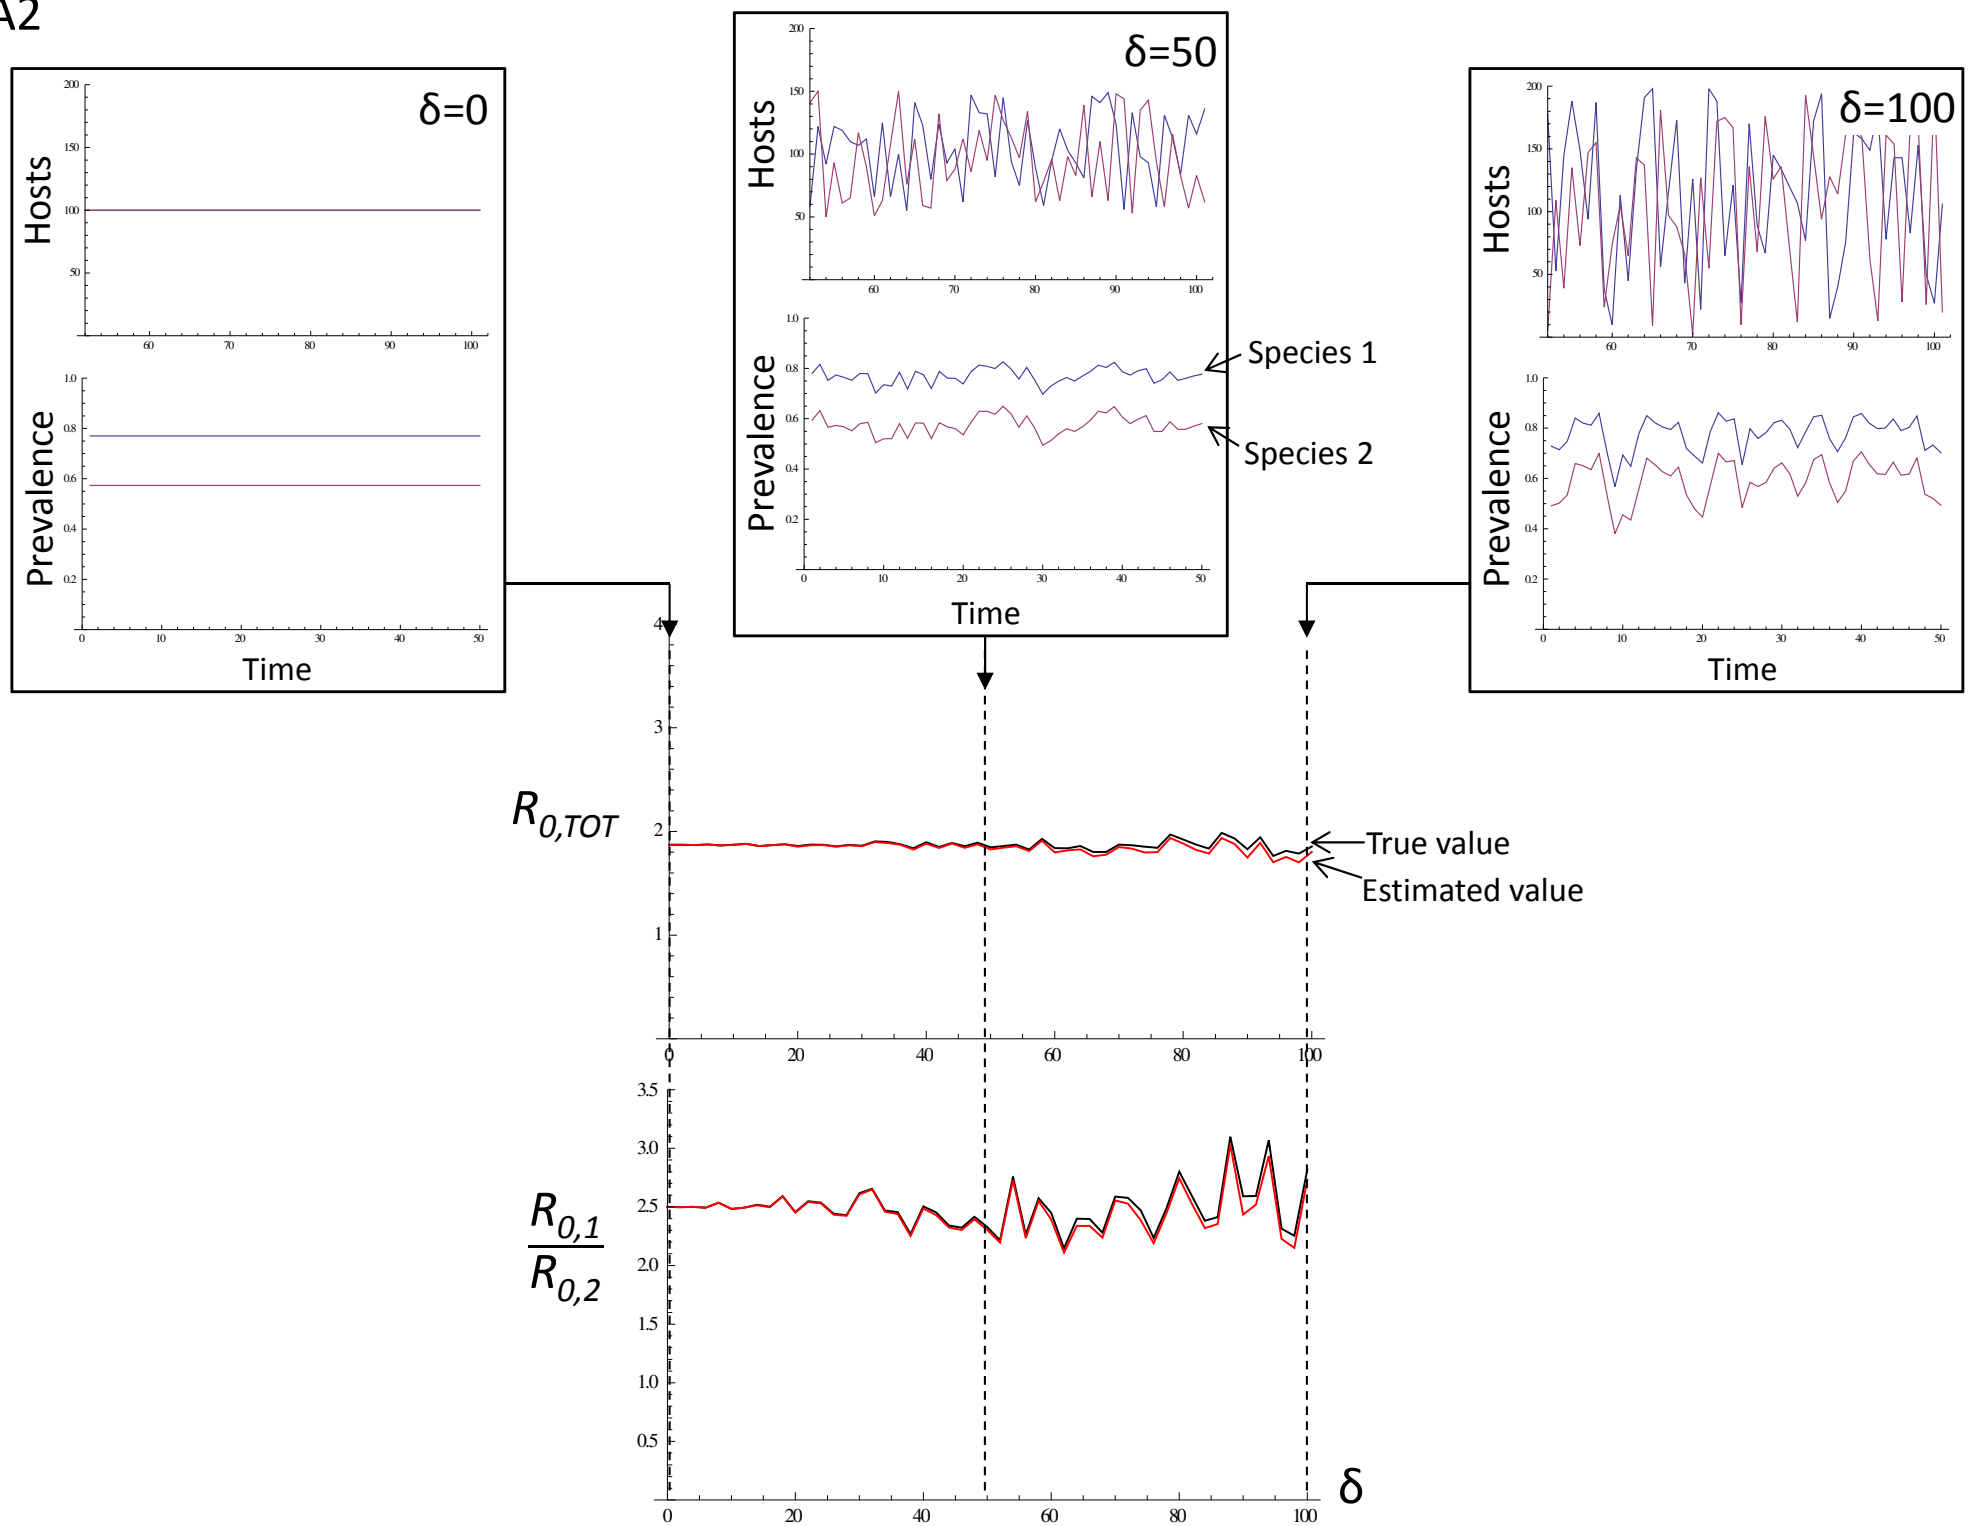 A2
δ=0
Hosts
200
150
100
50
60 70 80 90 100
Prevalence
1.0
0.8
0.6
0.4
0.2
0 10 20 30 40 50
Time
δ=50
Hosts
200
150
100
50
60 70 80 90 100
Prevalence
1.0
0.8
0.6
0.4
0.2
0 10 20 30 40 50
Time
Species 1
Species 2
δ=100
Hosts
200
150
100
50
60 70 80 90 100
Prevalence
1.0
0.8
0.6
0.4
0.2
0 10 20 30 40 50
Time
R0,TOT
4
3
2
1
0 20 40 60 80 100
True value
Estimated value
R0,1
R0,2
3.5
3.0
2.5
2.0
1.5
1.0
0.5
0 20 40 60 80 100
δ